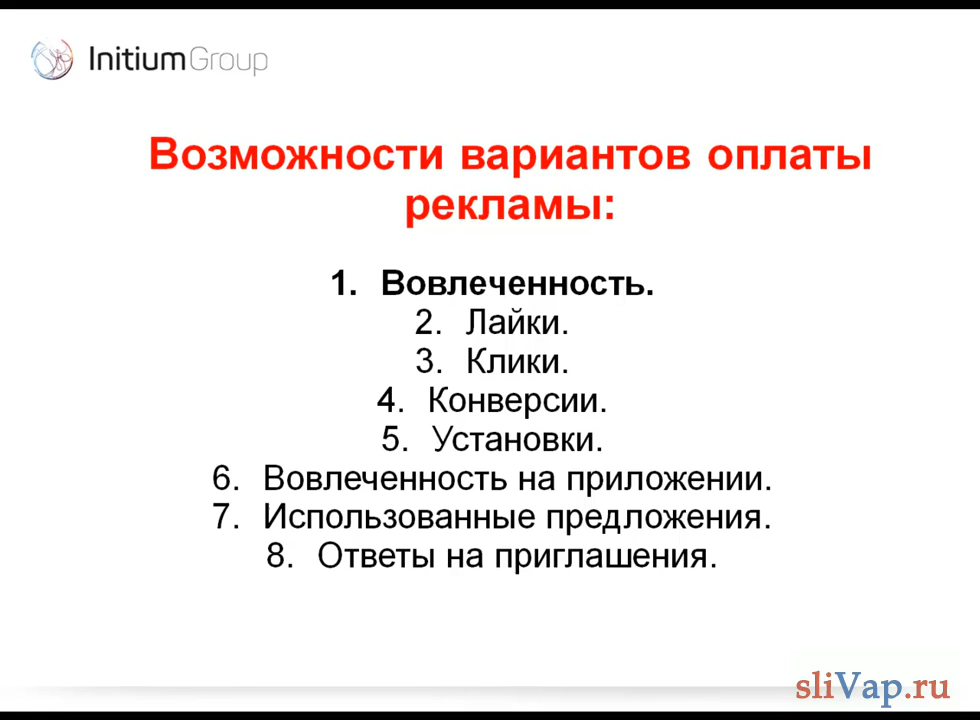 InitiumGroup
Возможности вариантов оплаты
рекламы:
1. Вовлеченность.
2. Лайки.
3. Клики.
4. Конверсии.
5. Установки.
6. Вовлеченность на приложении.
7. Использованные предложения.
8. Ответы на приглашения.
sliVap.ru